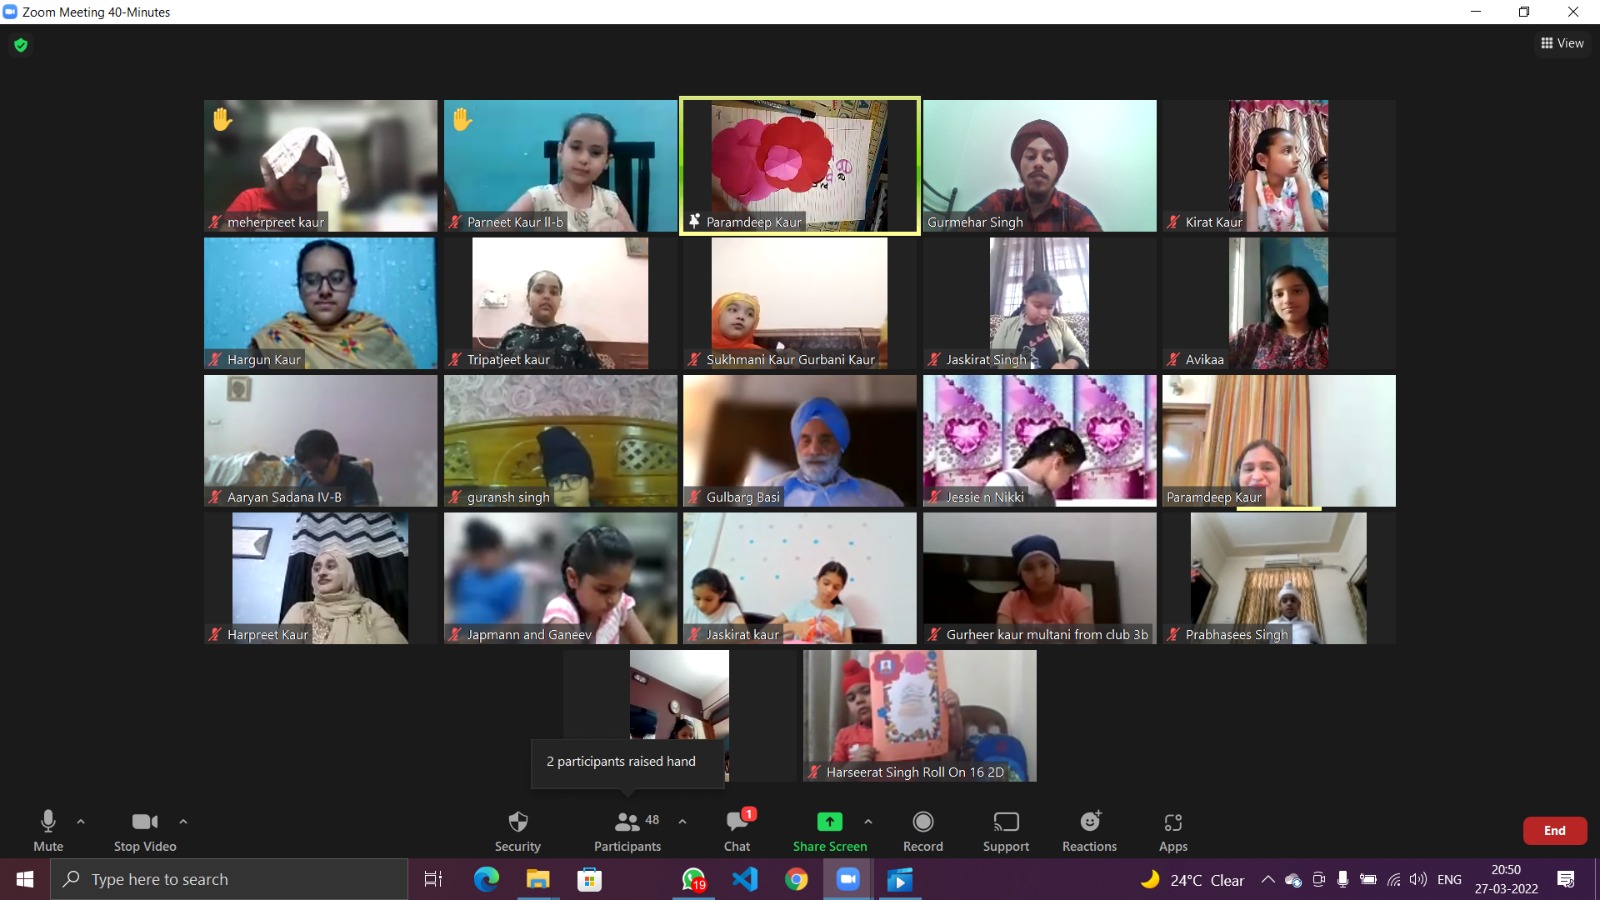 Zoom Meeting 40-Minutes
View
meherpreet kaur
Parneet Kaur II-b
Paramdeep Kaur
Gurmehar Singh
Kirat Kaur
Hargun Kaur
Tripatjeet kaur
Sukhmani Kaur Gurbani Kaur
Jaskirat Singh
Avikaa
Aaryan Sadana IV-B
guransh singh
Gulbarg Basi
Jessie n Nikki
Paramdeep Kaur
Harpreet Kaur
Japmann and Ganeev
Jaskirat kaur
Gurheer kaur multani from club 3b
Prabhasees Singh
2 participants raised hand
Harseerat Singh Roll On 16 2D
Mute
Stop Video
Security
Participants
48
Chat
1
Share Screen
Record
Support
Reactions
Apps
End
Type here to search
19
24°C Clear
ENG
20:50
27-03-2022